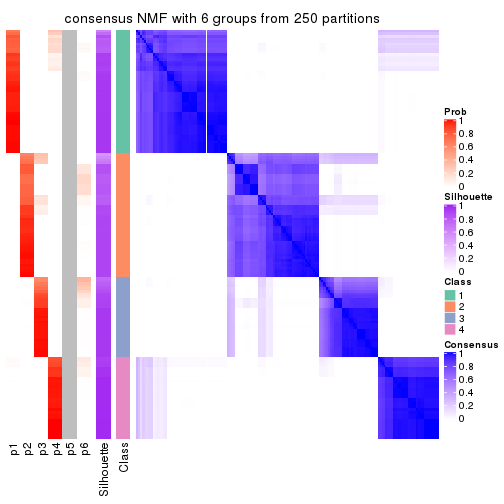 consensus NMF with 6 groups from 250 partitions
Prob
1
0.8
0.6
0.4
0.2
0
Silhouette
1
0.8
0.6
0.4
0.2
0
Class
1
2
3
4
Consensus
1
0.8
0.6
0.4
0.2
0
p1
p2
p3
p4
p5
p6
Silhouette
Class